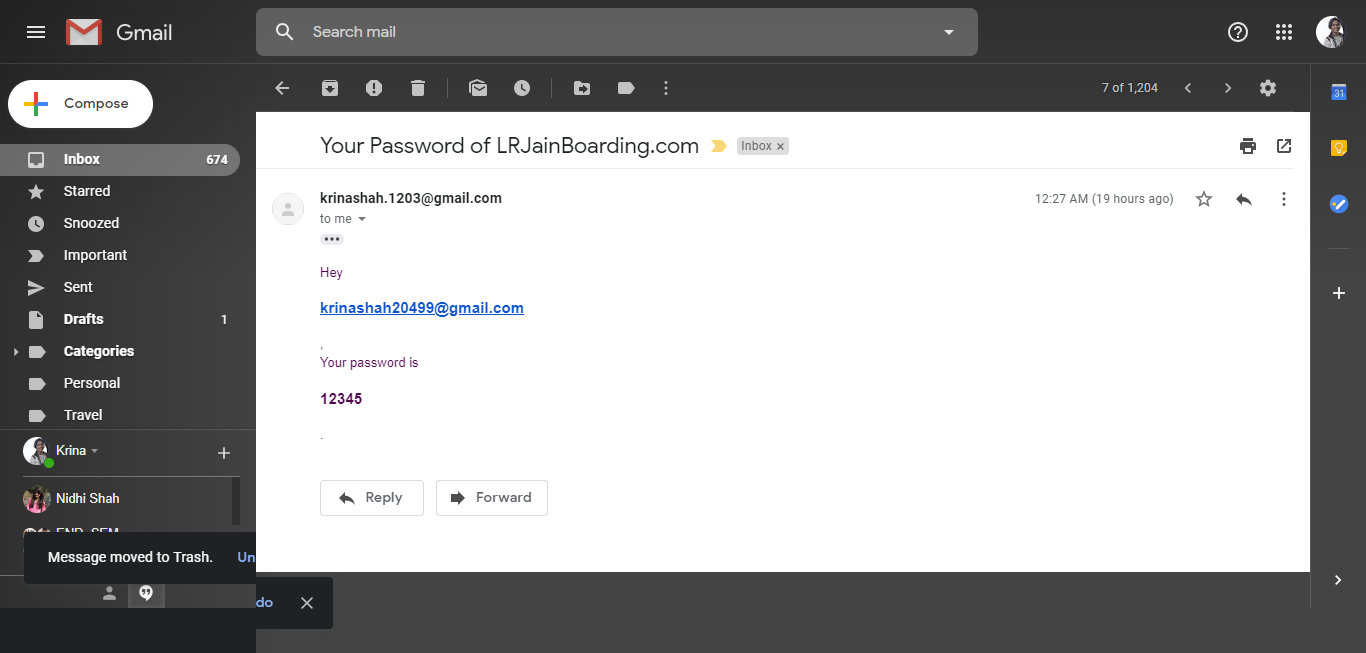 Gmail
Search mail
Compose
7 of 1,204
31
Your Password of LRJainBoarding.com
Inbox ×
Inbox 674
Starred
Snoozed
Important
Sent
Drafts 1
Categories
Personal
Travel
krinashah.1203@gmail.com
12:27 AM (19 hours ago)
to me
Hey
krinashah20499@gmail.com
,
Your password is
12345
.
Reply
Forward
Krina
Nidhi Shah
Message moved to Trash.
Un
do